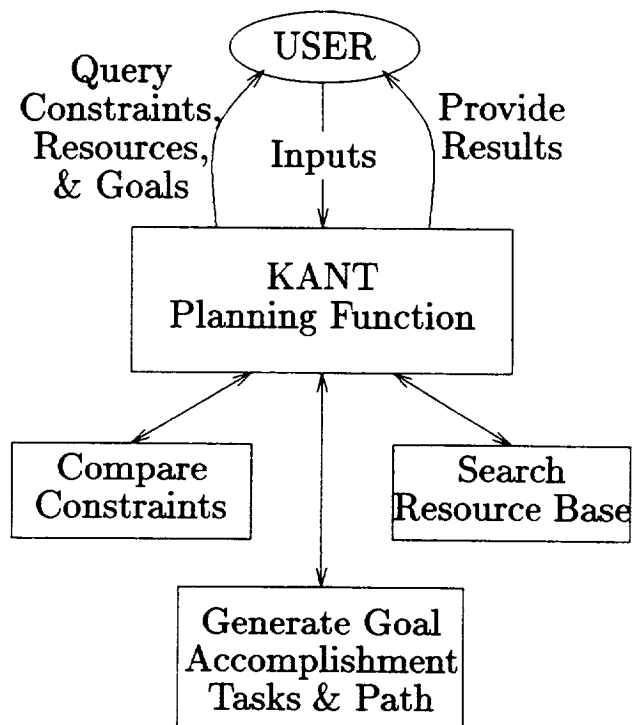 USER
Query
Constraints,
Resources,
& Goals
Inputs
Provide
Results
KANT
Planning Function
Compare
Constraints
Search
Resource Base
Generate Goal
Accomplishment
Tasks & Path